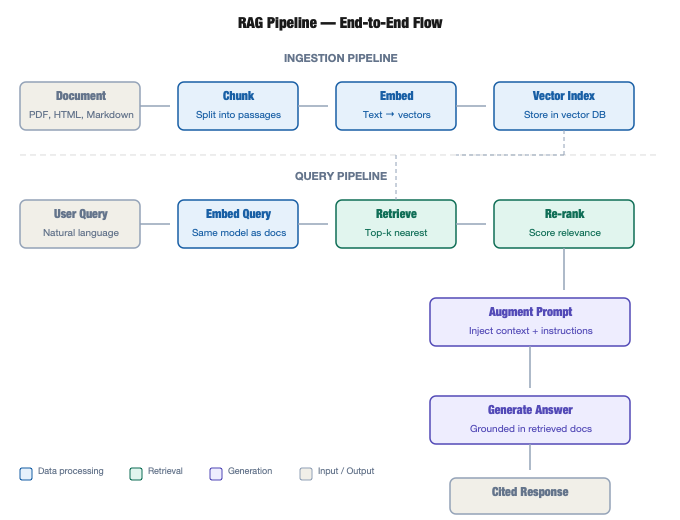 RAG Pipeline — End-to-End Flow
INGESTION PIPELINE
Document
PDF, HTML, Markdown
Chunk
Split into passages
Embed
Text → vectors
Vector Index
Store in vector DB
QUERY PIPELINE
User Query
Natural language
Embed Query
Same model as docs
Retrieve
Top-k nearest
Re-rank
Score relevance
Augment Prompt
Inject context + instructions
Generate Answer
Grounded in retrieved docs
Cited Response
Data processing
Retrieval
Generation
Input / Output